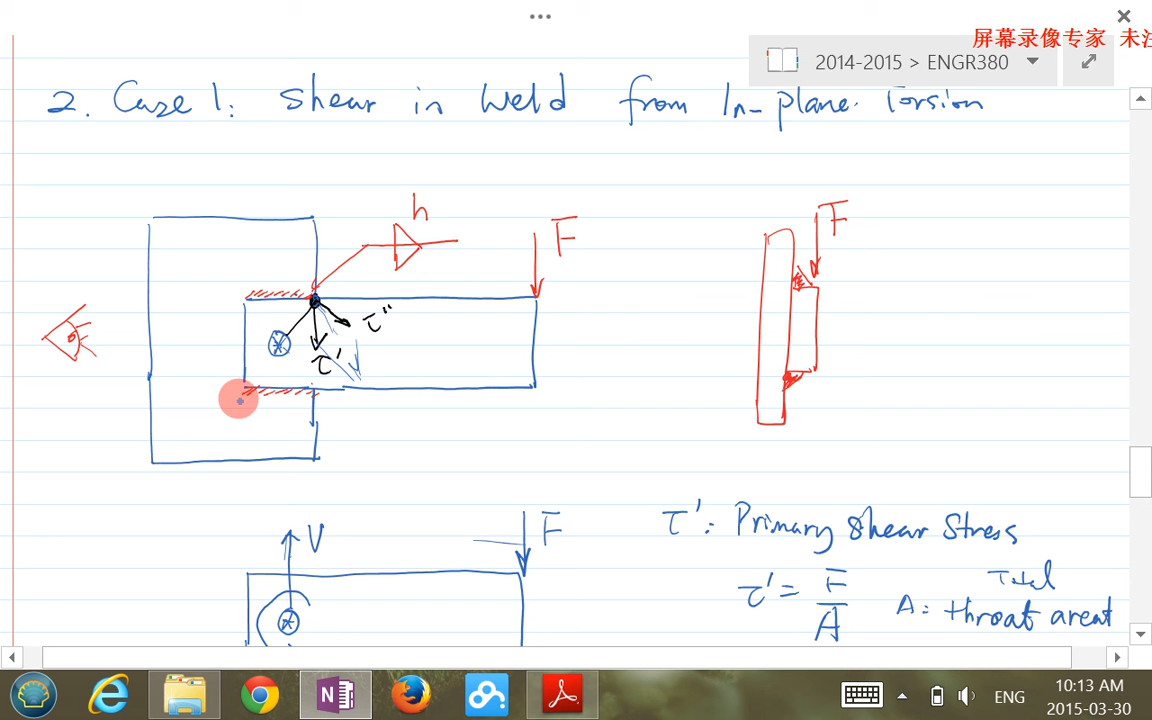 屏幕录像专家 未注
2014-2015 > ENGR380
2. Case 1: Shear in Weld from In-plane Torsion
h
F
F
τ"
τ'
V
F
τ': Primary Shear Stress
τ' = F/A
A: Total throat area
ENG
10:13 AM
2015-03-30